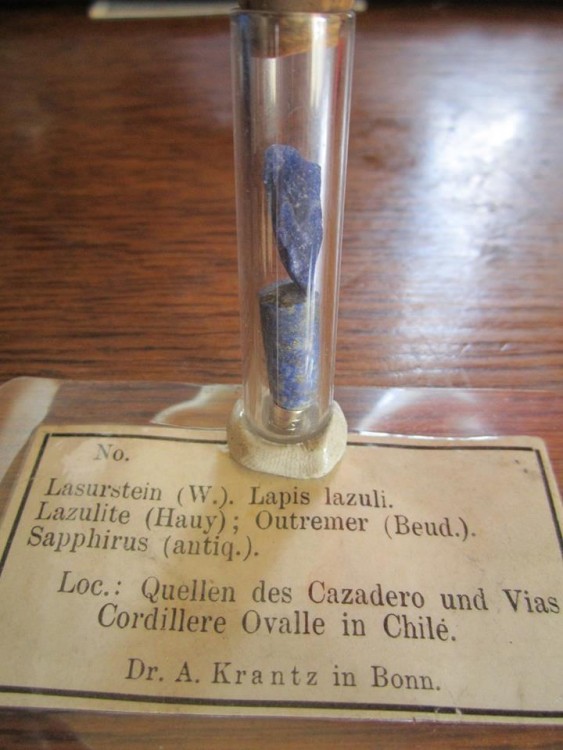 No.
Lasurstein (W.). Lapis lazuli.
Lazulite (Hauy); Outremer (Beud.).
Sapphirus (antiq.).
Loc.: Quellen des Cazadero und Vias
Cordillere Ovalle in Chilé.
Dr. A. Krantz in Bonn.